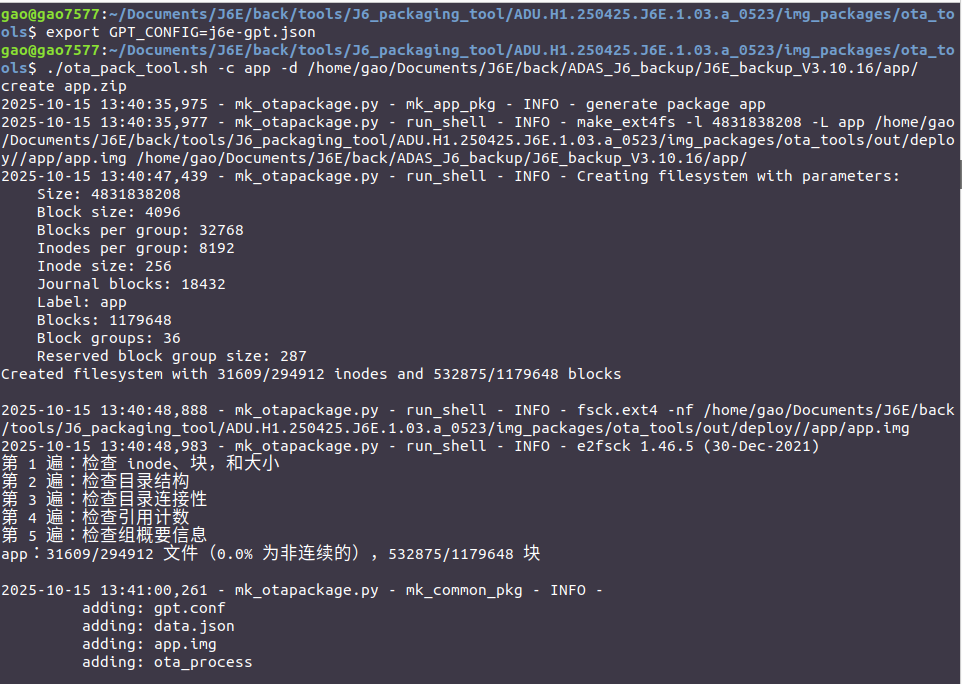 gao@gao7577:~/Documents/J6E/back/tools/J6_packaging_tool/ADU.H1.250425.J6E.1.03.a_0523/img_packages/ota_to
ols$ export GPT_CONFIG=j6e-gpt.json
gao@gao7577:~/Documents/J6E/back/tools/J6_packaging_tool/ADU.H1.250425.J6E.1.03.a_0523/img_packages/ota_to
ols$ ./ota_pack_tool.sh -c app -d /home/gao/Documents/J6E/back/ADAS_J6_backup/J6E_backup_V3.10.16/app/
create app.zip
2025-10-15 13:40:35,975 - mk_otapackage.py - mk_app_pkg - INFO - generate package app
2025-10-15 13:40:35,977 - mk_otapackage.py - run_shell - INFO - make_ext4fs -l 4831838208 -L app /home/gao
/Documents/J6E/back/tools/J6_packaging_tool/ADU.H1.250425.J6E.1.03.a_0523/img_packages/ota_tools/out/deplo
y//app/app.img /home/gao/Documents/J6E/back/ADAS_J6_backup/J6E_backup_V3.10.16/app/
2025-10-15 13:40:47,439 - mk_otapackage.py - run_shell - INFO - Creating filesystem with parameters:
    Size: 4831838208
    Block size: 4096
    Blocks per group: 32768
    Inodes per group: 8192
    Inode size: 256
    Journal blocks: 18432
    Label: app
    Blocks: 1179648
    Block groups: 36
    Reserved block group size: 287
Created filesystem with 31609/294912 inodes and 532875/1179648 blocks
2025-10-15 13:40:48,888 - mk_otapackage.py - run_shell - INFO - fsck.ext4 -nf /home/gao/Documents/J6E/back
/tools/J6_packaging_tool/ADU.H1.250425.J6E.1.03.a_0523/img_packages/ota_tools/out/deploy//app/app.img
2025-10-15 13:40:48,983 - mk_otapackage.py - run_shell - INFO - e2fsck 1.46.5 (30-Dec-2021)
第 1 遍：检查 inode、块，和大小
第 2 遍：检查目录结构
第 3 遍：检查目录连接性
第 4 遍：检查引用计数
第 5 遍：检查组概要信息
app：31609/294912 文件（0.0% 为非连续的），532875/1179648 块
2025-10-15 13:41:00,261 - mk_otapackage.py - mk_common_pkg - INFO -
         adding: gpt.conf
         adding: data.json
         adding: app.img
         adding: ota_process